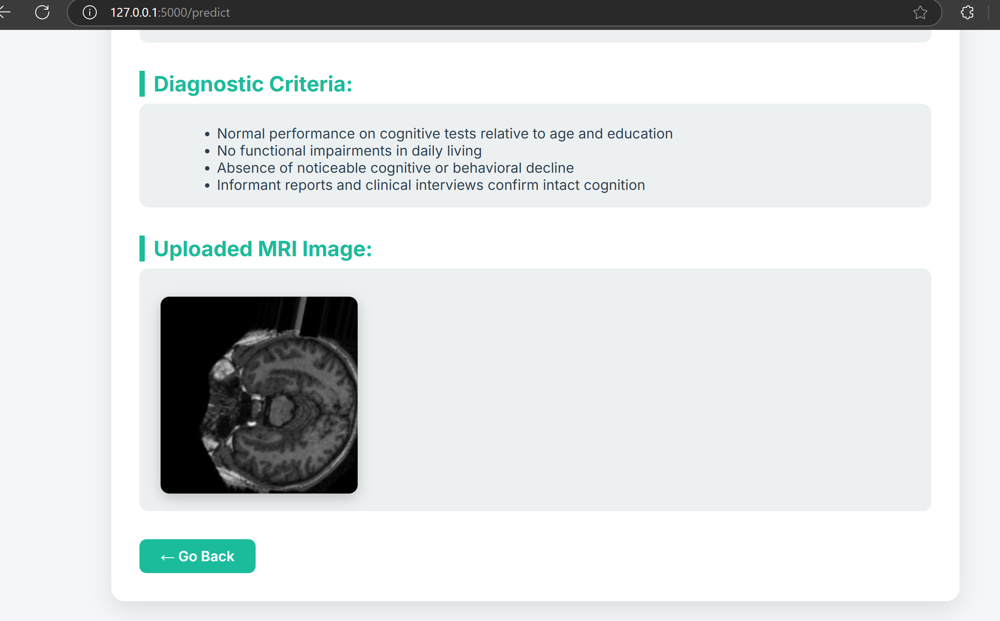 127.0.0.1:5000/predict
Diagnostic Criteria:
• Normal performance on cognitive tests relative to age and education
• No functional impairments in daily living
• Absence of noticeable cognitive or behavioral decline
• Informant reports and clinical interviews confirm intact cognition
Uploaded MRI Image:
← Go Back